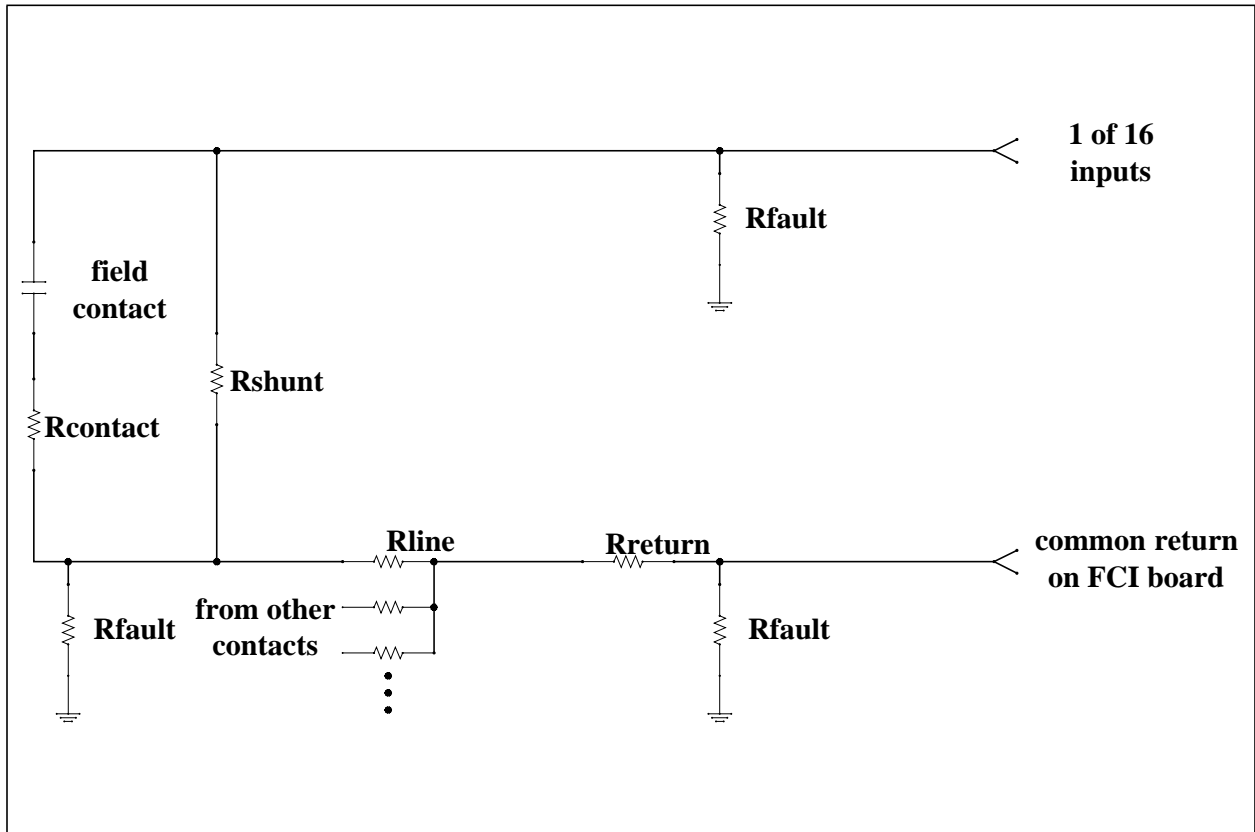 1 of 16
inputs
Rfault
field
contact
Rshunt
Rcontact
Rline
Rreturn
common return
on FCI board
from other
contacts
Rfault
Rfault